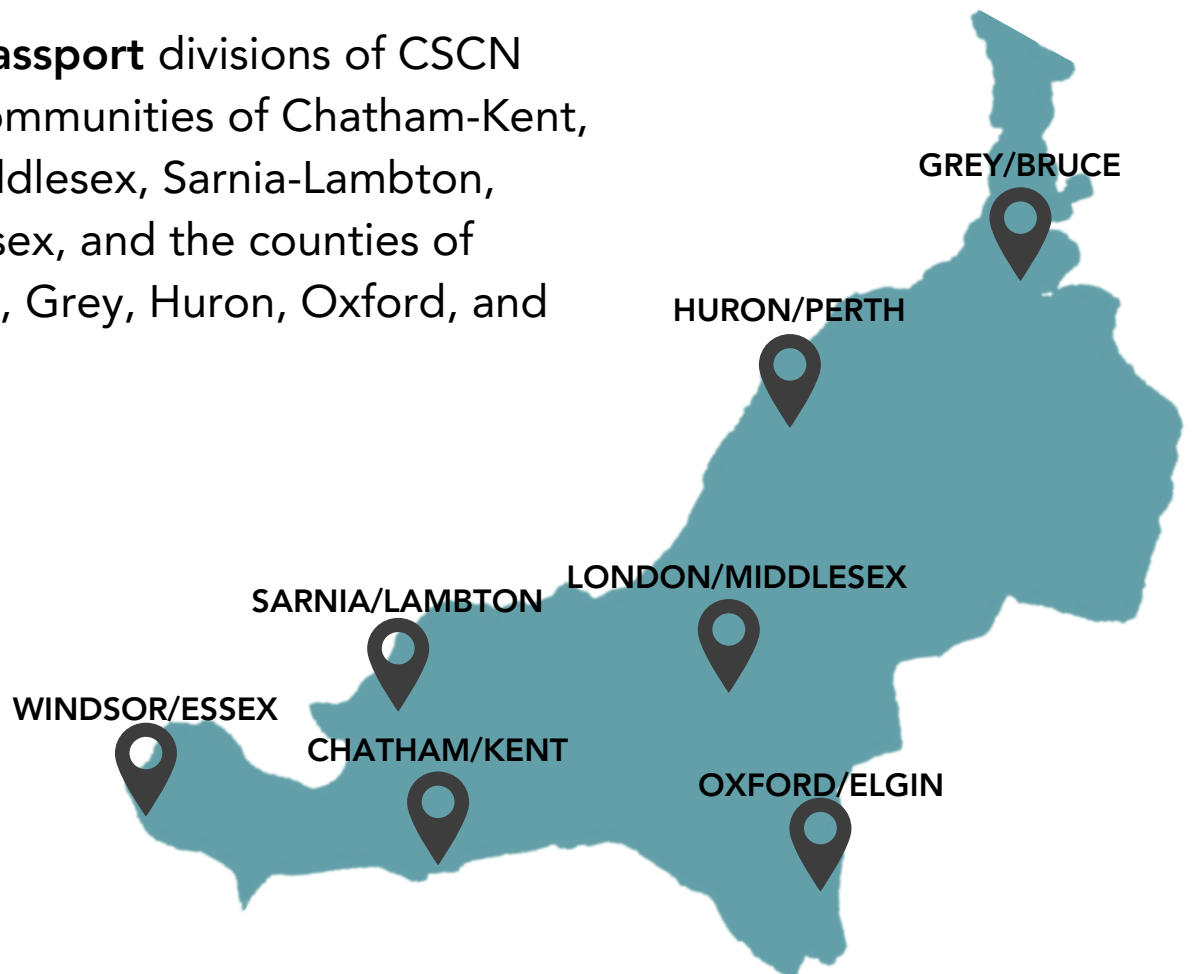 assport divisions of CSCN
ommunities of Chatham-Kent,
ddlesex, Sarnia-Lambton,
sex, and the counties of
, Grey, Huron, Oxford, and
GREY/BRUCE
HURON/PERTH
LONDON/MIDDLESEX
SARNIA/LAMBTON
WINDSOR/ESSEX
CHATHAM/KENT
OXFORD/ELGIN